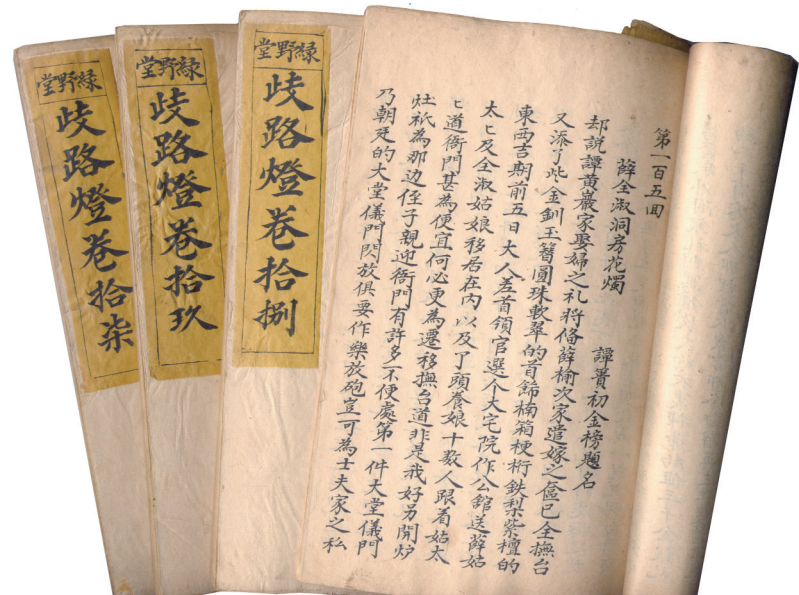 綠野堂
歧路燈卷拾柒
綠野堂
歧路燈卷拾玖
綠野堂
歧路燈卷拾捌
第一百五回
薛全淑洞房花燭 譚簣初金榜題名
却說譚黃巖家娶婦之礼將俻薛榆次家遣嫁之奩已全撫台
又添了些金釧玉簪圓珠軟翠的首餙楠箱梗桁鉄梨紫檀的
東西吉期前五日大人差首領官選个大宅院作公舘送薛姑
太匕及全淑姑娘移居在内以及丫頭養娘十数人跟着姑太
匕道衙門甚為便宜何必更為遷移撫台道非是我好另開炉
灶祇為那边侄子親迎衙門有許多不便處第一件大堂儀門
乃朝廷的大堂儀門閃放俱要作樂放砲豈可為士夫家之私